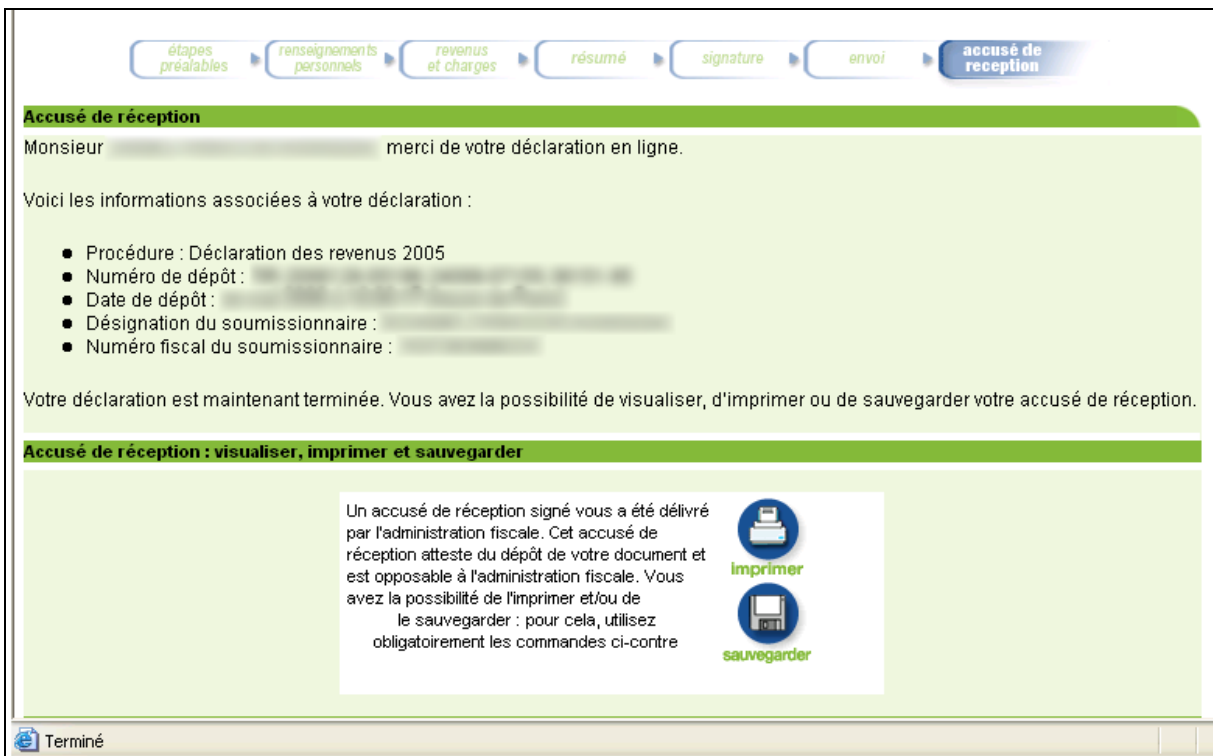 étapes préalables
renseignements personnels
revenus et charges
résumé
signature
envoi
accusé de reception
Accusé de réception
Monsieur merci de votre déclaration en ligne.
Voici les informations associées à votre déclaration :
Procédure : Déclaration des revenus 2005
Numéro de dépôt :
Date de dépôt :
Désignation du soumissionnaire :
Numéro fiscal du soumissionnaire :
Votre déclaration est maintenant terminée. Vous avez la possibilité de visualiser, d'imprimer ou de sauvegarder votre accusé de réception.
Accusé de réception : visualiser, imprimer et sauvegarder
Un accusé de réception signé vous a été délivré
par l'administration fiscale. Cet accusé de
réception atteste du dépôt de votre document et
est opposable à l'administration fiscale. Vous
avez la possibilité de l'imprimer et/ou de
le sauvegarder : pour cela, utilisez
obligatoirement les commandes ci-contre
imprimer
sauvegarder
Terminé